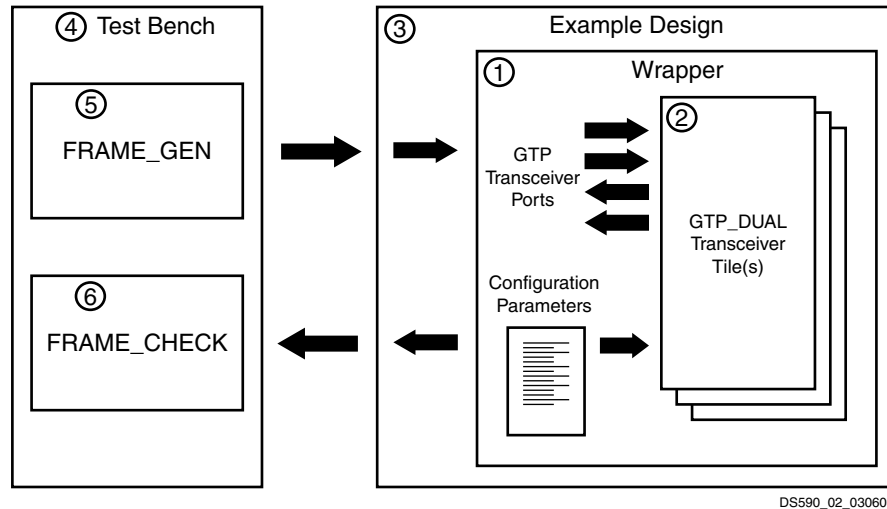 4 Test Bench
5
FRAME_GEN
6
FRAME_CHECK
3 Example Design
1 Wrapper
GTP
Transceiver
Ports
Configuration
Parameters
2
GTP_DUAL
Transceiver
Tile(s)
DS590_02_03060